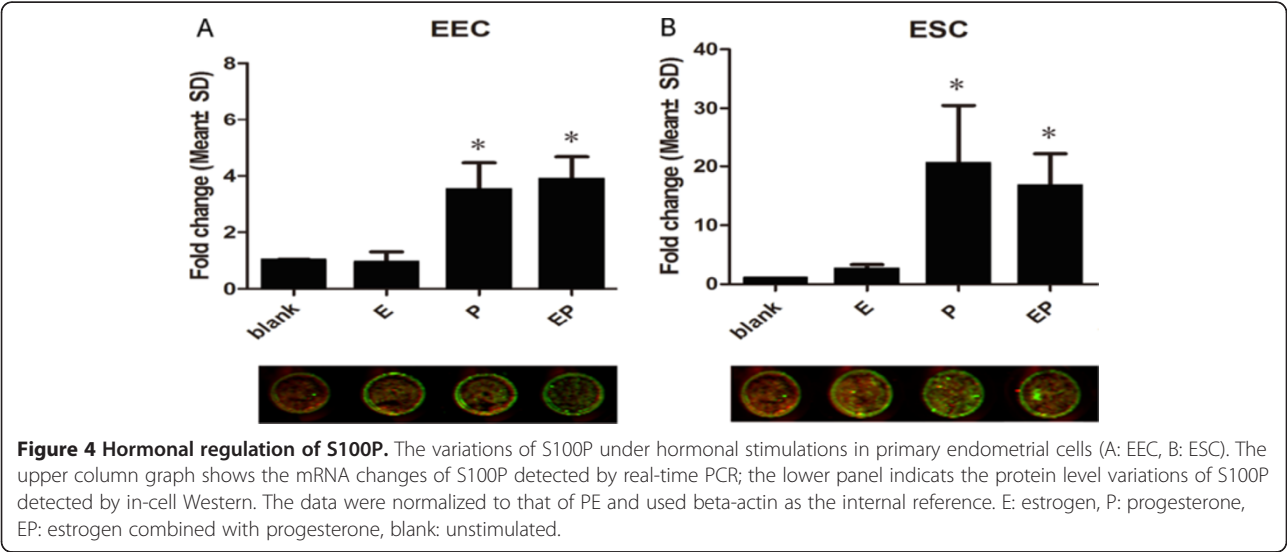 A
EEC
B
ESC
Fold change (Mean± SD)
8
6
4
2
0
*
*
blank
E
P
EP
Fold change (Mean± SD)
40
30
20
10
0
*
*
blank
E
P
EP
Figure 4 Hormonal regulation of S100P. The variations of S100P under hormonal stimulations in primary endometrial cells (A: EEC, B: ESC). The
upper column graph shows the mRNA changes of S100P detected by real-time PCR; the lower panel indicates the protein level variations of S100P
detected by in-cell Western. The data were normalized to that of PE and used beta-actin as the internal reference. E: estrogen, P: progesterone,
EP: estrogen combined with progesterone, blank: unstimulated.